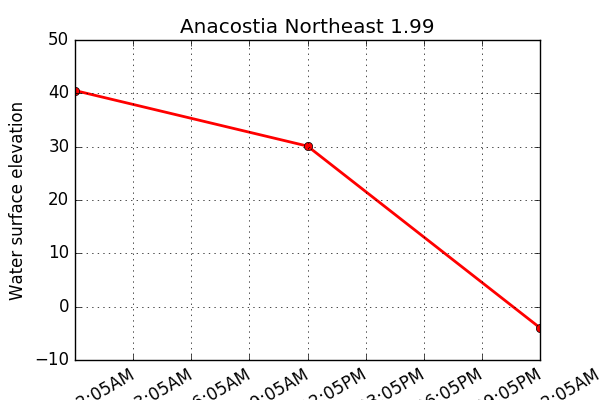 Anacostia Northeast 1.99
Water surface elevation
50
40
30
20
10
0
−10
2:05AM
3:05AM
6:05AM
9:05AM
2:05PM
3:05PM
6:05PM
9:05PM
2:05AM